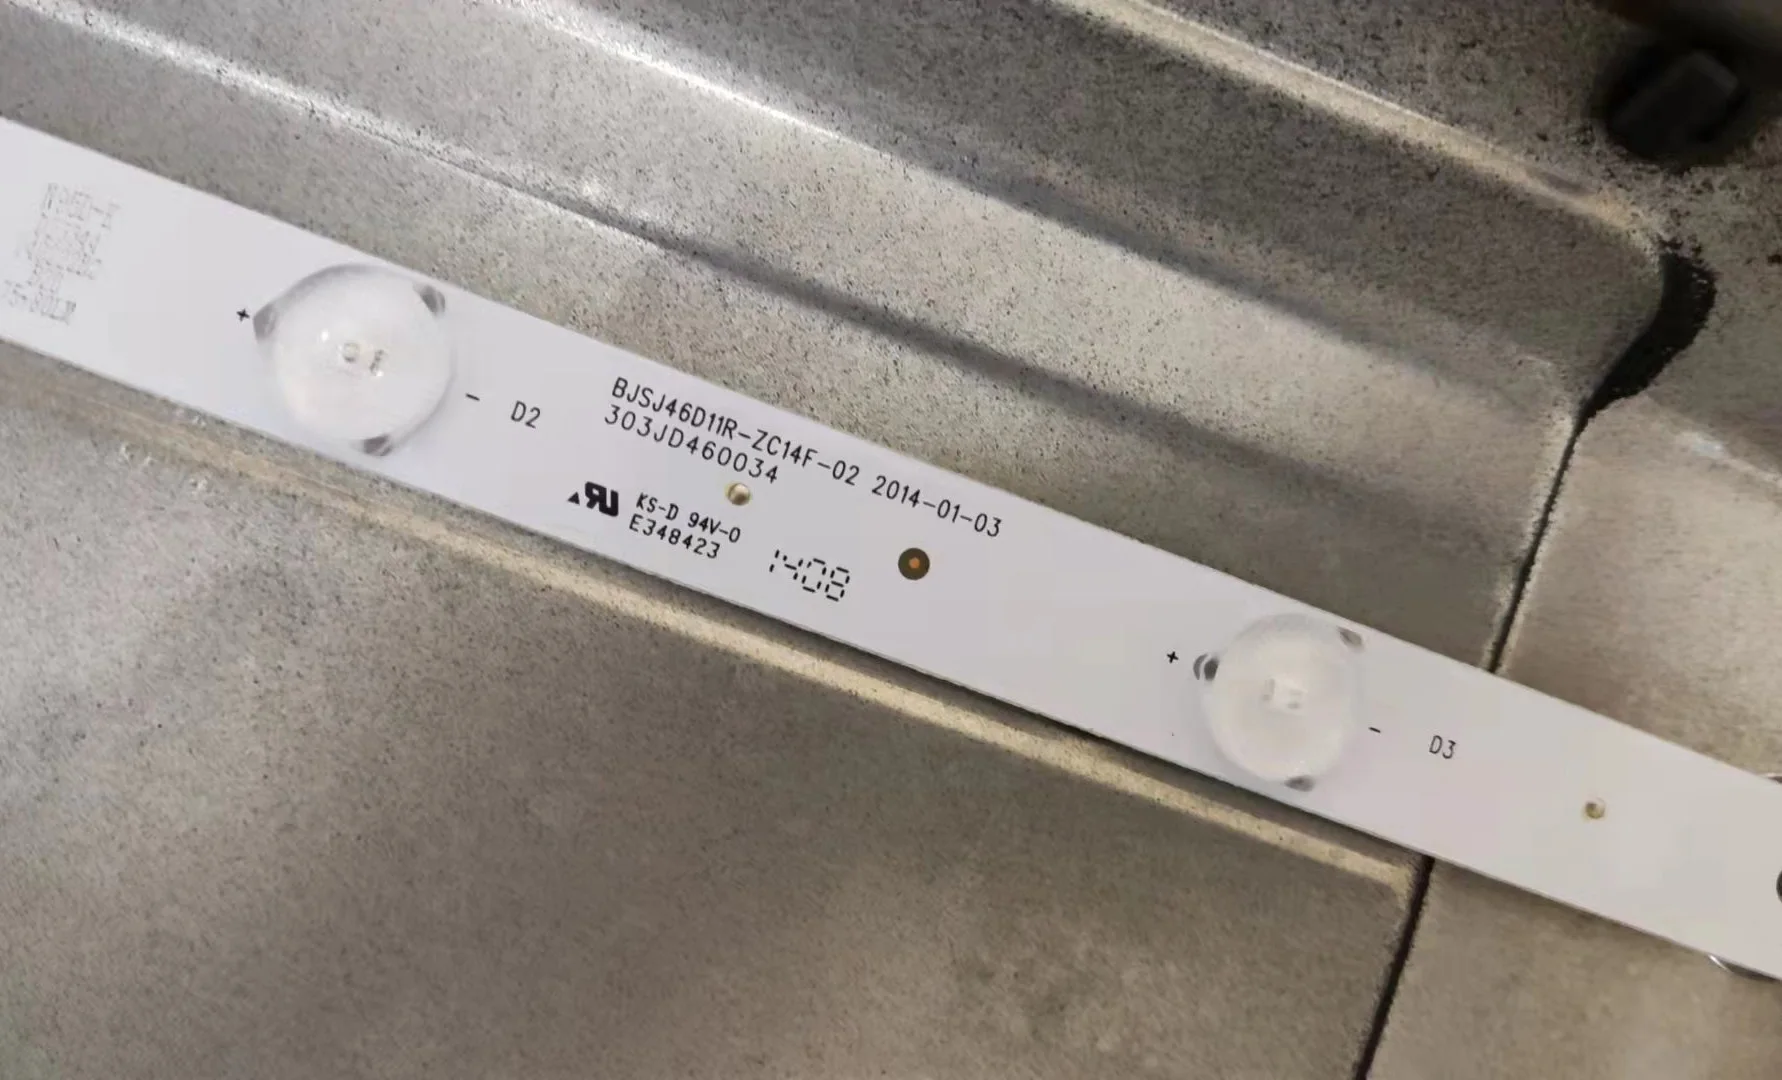 +
-
D2
BJSJ46D11R-ZC14F-02 2014-01-03
303JD460034
KS-D 94V-0
E348423
1408
+
-
D3